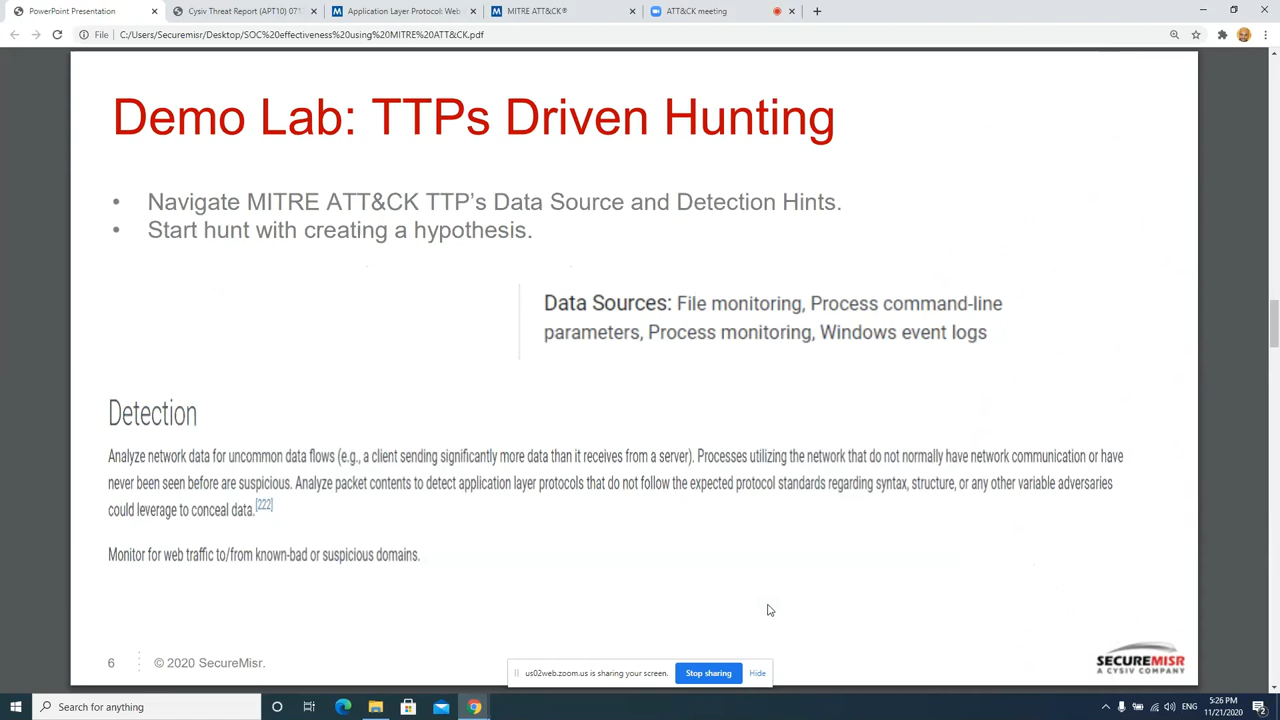 PowerPoint Presentation
Cysiv Threat Report (APT10) 071
Application Layer Protocol: Web
MITRE ATT&CK®
ATT&CK meeting
File
C:/Users/Securemisr/Desktop/SOC%20effectiveness%20using%20MITRE%20ATT&CK.pdf
Demo Lab: TTPs Driven Hunting
• Navigate MITRE ATT&CK TTP's Data Source and Detection Hints.
• Start hunt with creating a hypothesis.
Data Sources: File monitoring, Process command-line
parameters, Process monitoring, Windows event logs
Detection
Analyze network data for uncommon data flows (e.g., a client sending significantly more data than it receives from a server). Processes utilizing the network that do not normally have network communication or have
never been seen before are suspicious. Analyze packet contents to detect application layer protocols that do not follow the expected protocol standards regarding syntax, structure, or any other variable adversaries
could leverage to conceal data.[222]
Monitor for web traffic to/from known-bad or suspicious domains.
6
© 2020 SecureMisr.
us02web.zoom.us is sharing your screen.
Stop sharing
Hide
SECUREMISR
A CYSIV COMPANY
Search for anything
ENG
5:26 PM
11/21/2020
2